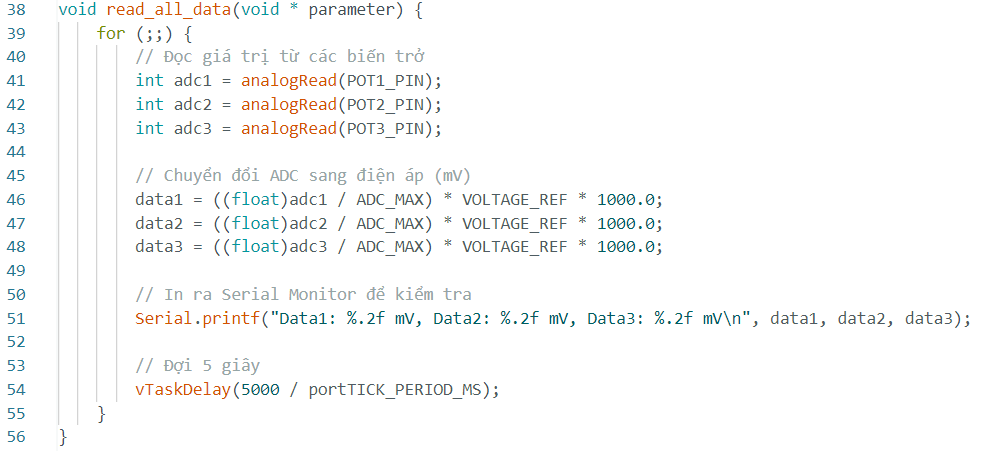 38 void read_all_data(void * parameter) {
39 for (;;) {
40 // Đọc giá trị từ các biến trở
41 int adc1 = analogRead(POT1_PIN);
42 int adc2 = analogRead(POT2_PIN);
43 int adc3 = analogRead(POT3_PIN);
44
45 // Chuyển đổi ADC sang điện áp (mV)
46 data1 = ((float)adc1 / ADC_MAX) * VOLTAGE_REF * 1000.0;
47 data2 = ((float)adc2 / ADC_MAX) * VOLTAGE_REF * 1000.0;
48 data3 = ((float)adc3 / ADC_MAX) * VOLTAGE_REF * 1000.0;
49
50 // In ra Serial Monitor để kiểm tra
51 Serial.printf("Data1: %.2f mV, Data2: %.2f mV, Data3: %.2f mV\n", data1, data2, data3);
52
53 // Đợi 5 giây
54 vTaskDelay(5000 / portTICK_PERIOD_MS);
55 }
56 }